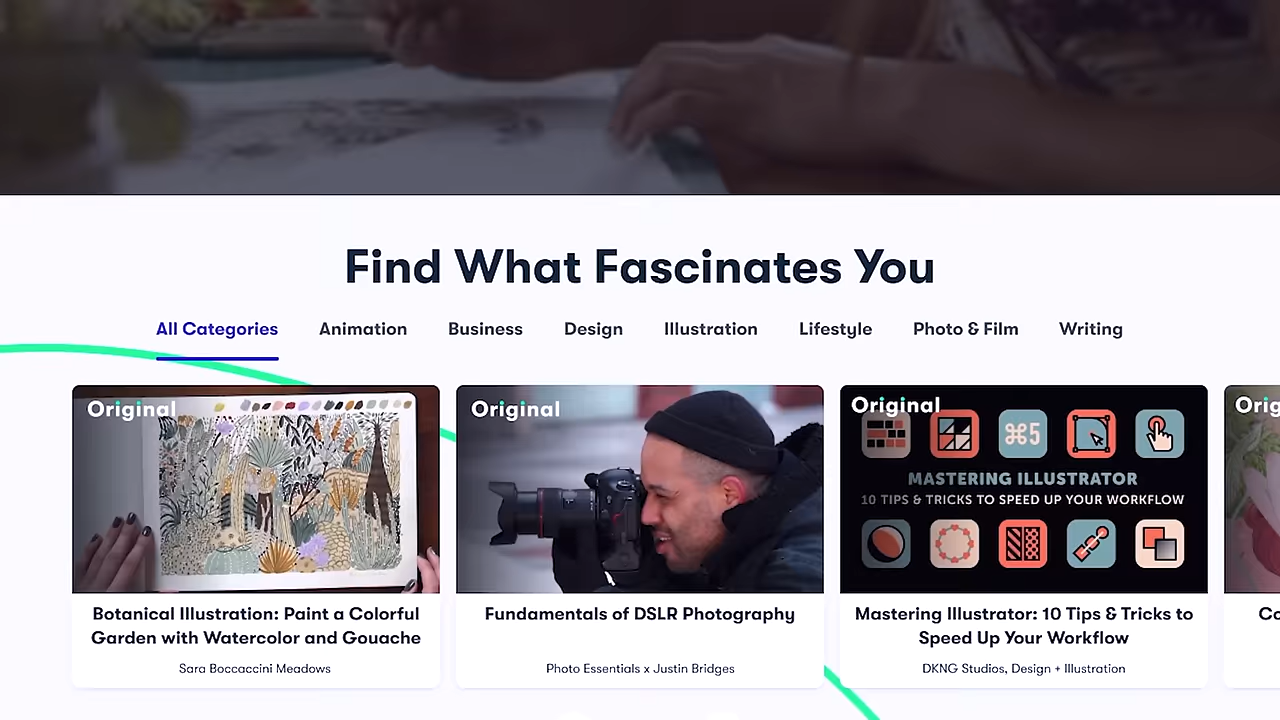 Find What Fascinates You
All Categories Animation Business Design Illustration Lifestyle Photo & Film Writing
Original
Original
Original
⌘5
MASTERING ILLUSTRATOR
10 TIPS & TRICKS TO SPEED UP YOUR WORKFLOW
Botanical Illustration: Paint a Colorful
Garden with Watercolor and Gouache
Sara Boccaccini Meadows
Fundamentals of DSLR Photography
Photo Essentials x Justin Bridges
Mastering Illustrator: 10 Tips & Tricks to
Speed Up Your Workflow
DKNG Studios, Design + Illustration